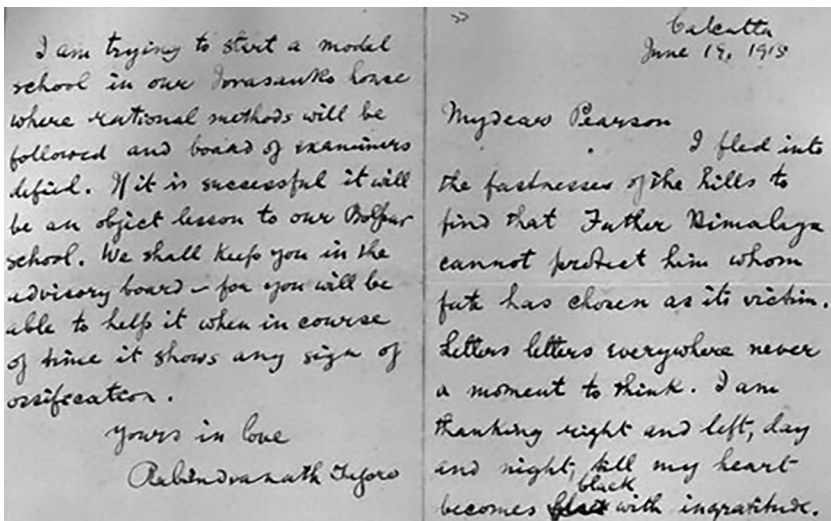 Calcutta
June 19, 1915
My dear Pearson
I fled into
the fastnesses of the hills to
find that Father Himalaya
cannot protect him whom
fate has chosen as its victim.
Letters letters everywhere never
a moment to think. I am
thanking right and left, day
and night, till my heart
black
becomes with ingratitude.
I am trying to start a model
school in our Jorasanko house
where rational methods will be
followed and board of examiners
defied. If it is successful it will
be an object lesson to our Bolpur
school. We shall keep you in the
advisory board – for you will be
able to help it when in course
of time it shows any sign of
ossification.
yours in love
Rabindranath Tagore